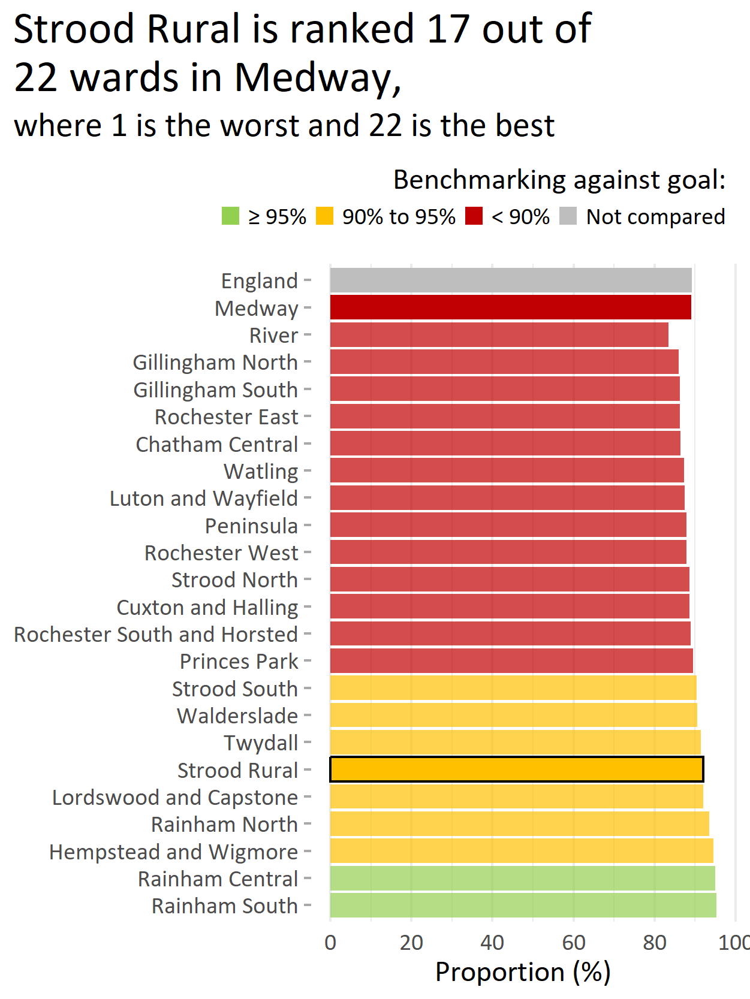 Strood Rural is ranked 17 out of
22 wards in Medway,
where 1 is the worst and 22 is the best
Benchmarking against goal:
≥ 95% 90% to 95% < 90% Not compared
England
Medway
River
Gillingham North
Gillingham South
Rochester East
Chatham Central
Watling
Luton and Wayfield
Peninsula
Rochester West
Strood North
Cuxton and Halling
Rochester South and Horsted
Princes Park
Strood South
Walderslade
Twydall
Strood Rural
Lordswood and Capstone
Rainham North
Hempstead and Wigmore
Rainham Central
Rainham South
0 20 40 60 80 100
Proportion (%)